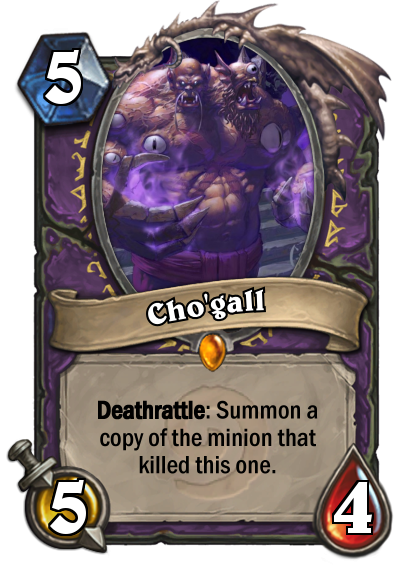 5
Cho'gall
Deathrattle: Summon a
copy of the minion that
killed this one.
5
4